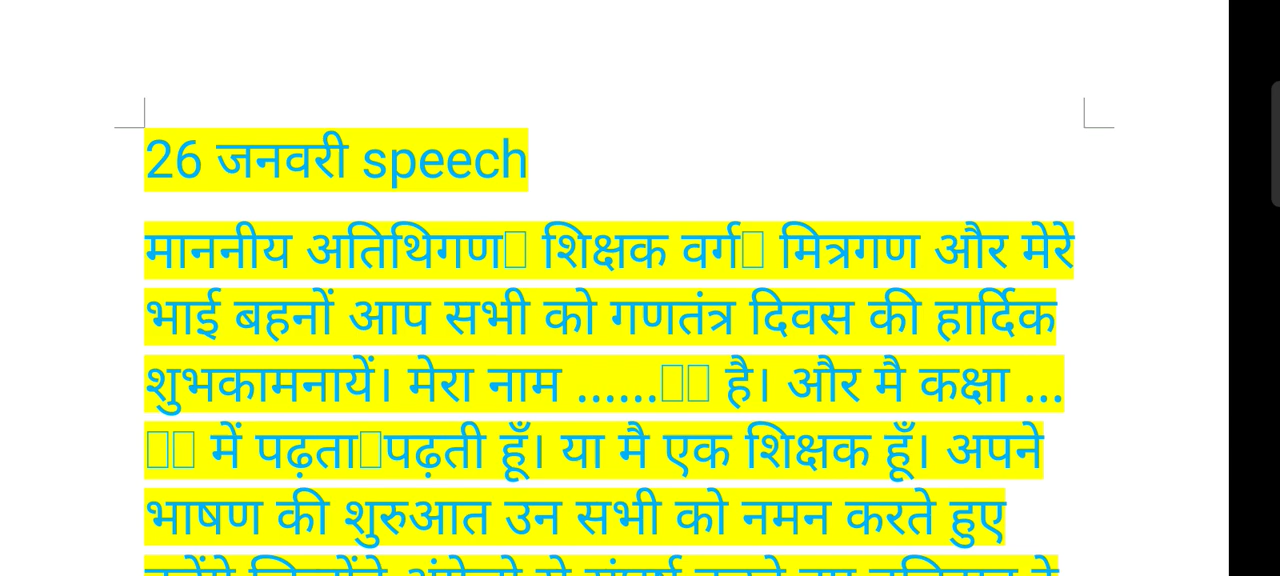 26 जनवरी speech
माननीय अतिथिगण▯ शिक्षक वर्ग▯ मित्रगण और मेरे
भाई बहनों आप सभी को गणतंत्र दिवस की हार्दिक
शुभकामनायें। मेरा नाम ......▯▯ है। और मै कक्षा ...
▯▯ में पढ़ता▯पढ़ती हूँ। या मै एक शिक्षक हूँ। अपने
भाषण की शुरुआत उन सभी को नमन करते हुए